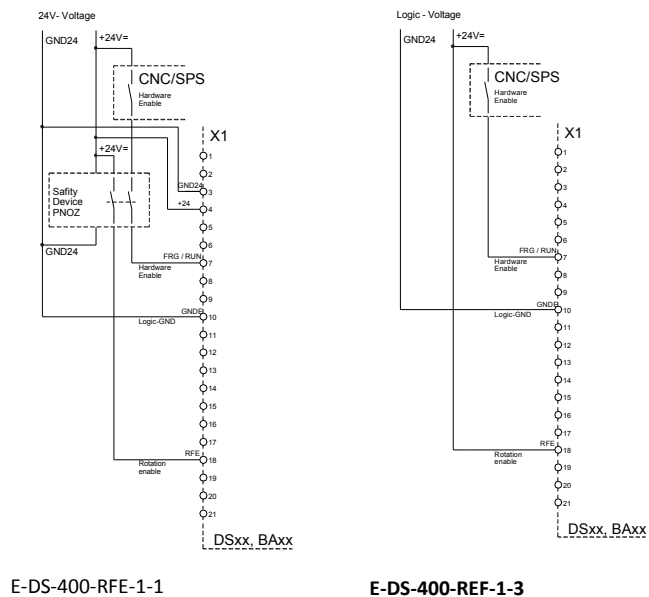 24V- Voltage
GND24
+24V=
CNC/SPS
Hardware
Enable
X1
1
+24V=
2
GND24
3
Safity
Device
PNOZ
+24
4
5
6
GND24
FRG / RUN
7
Hardware
Enable
8
9
GNDE
10
Logic-GND
11
12
13
14
15
16
17
RFE
18
Rotation
enable
19
20
21
DSxx, BAxx
E-DS-400-RFE-1-1
Logic - Voltage
GND24
+24V=
CNC/SPS
Hardware
Enable
X1
1
2
3
4
5
6
FRG / RUN
7
Hardware
Enable
8
9
GNDE
10
Logic-GND
11
12
13
14
15
16
17
RFE
18
Rotation
enable
19
20
21
DSxx, BAxx
E-DS-400-REF-1-3